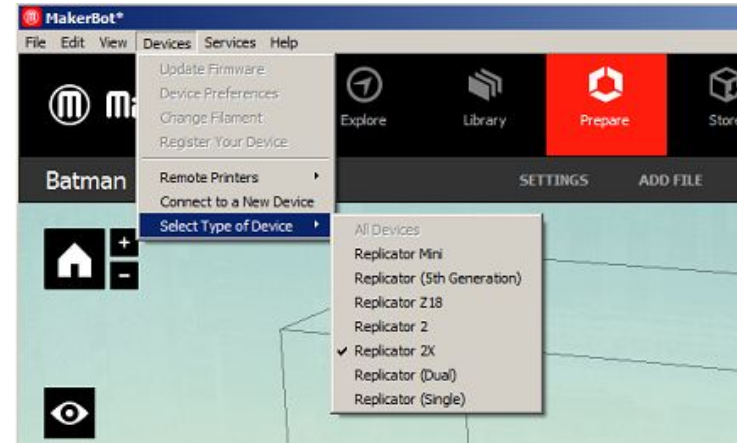 MakerBot*
File Edit View Devices Services Help
Update Firmware
Device Preferences
Change Filament
Register Your Device
Remote Printers
Connect to a New Device
Select Type of Device
All Devices
Replicator Mini
Replicator (5th Generation)
Replicator Z18
Replicator 2
Replicator 2X
Replicator (Dual)
Replicator (Single)
Explore Library Prepare
Batman SETTINGS ADD FILE